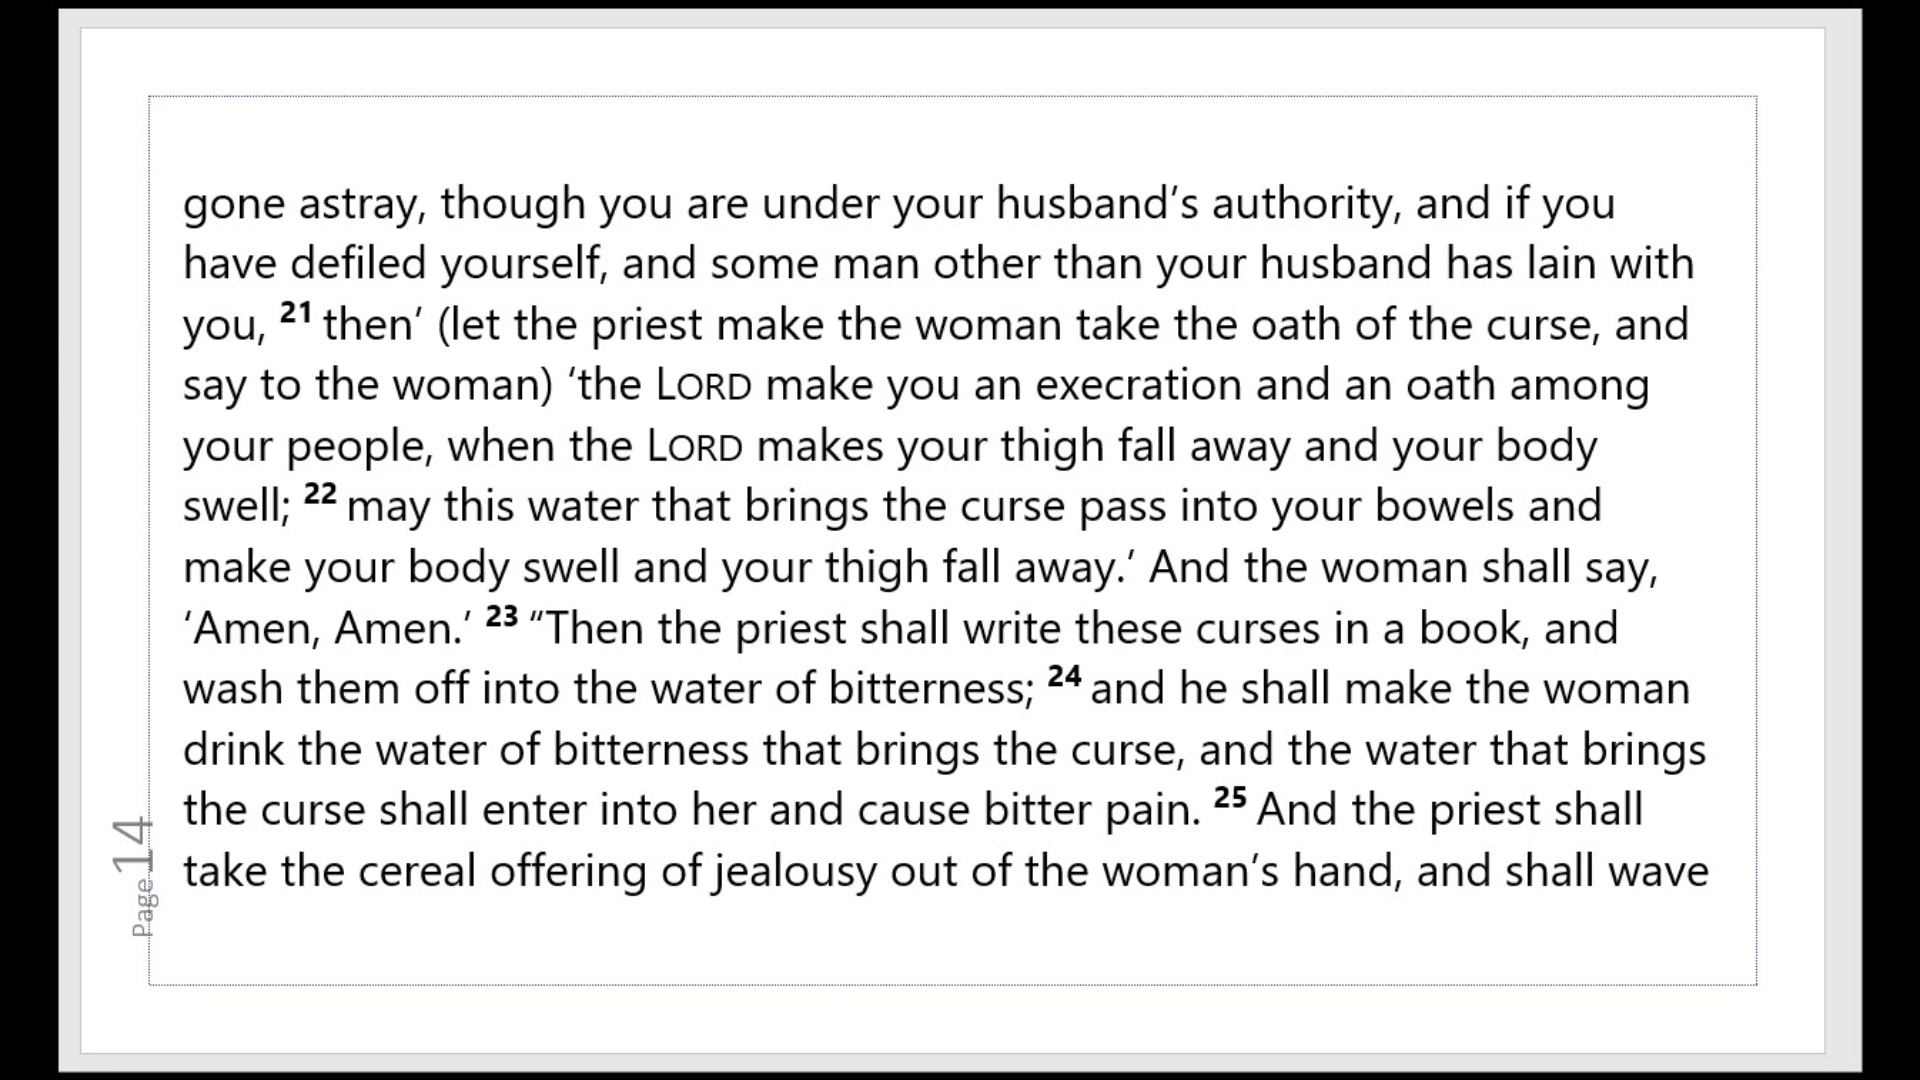 gone astray, though you are under your husband’s authority, and if you
have defiled yourself, and some man other than your husband has lain with
you, 21 then’ (let the priest make the woman take the oath of the curse, and
say to the woman) ‘the LORD make you an execration and an oath among
your people, when the LORD makes your thigh fall away and your body
swell; 22 may this water that brings the curse pass into your bowels and
make your body swell and your thigh fall away.’ And the woman shall say,
‘Amen, Amen.’ 23 “Then the priest shall write these curses in a book, and
wash them off into the water of bitterness; 24 and he shall make the woman
drink the water of bitterness that brings the curse, and the water that brings
the curse shall enter into her and cause bitter pain. 25 And the priest shall
take the cereal offering of jealousy out of the woman’s hand, and shall wave
Page 14